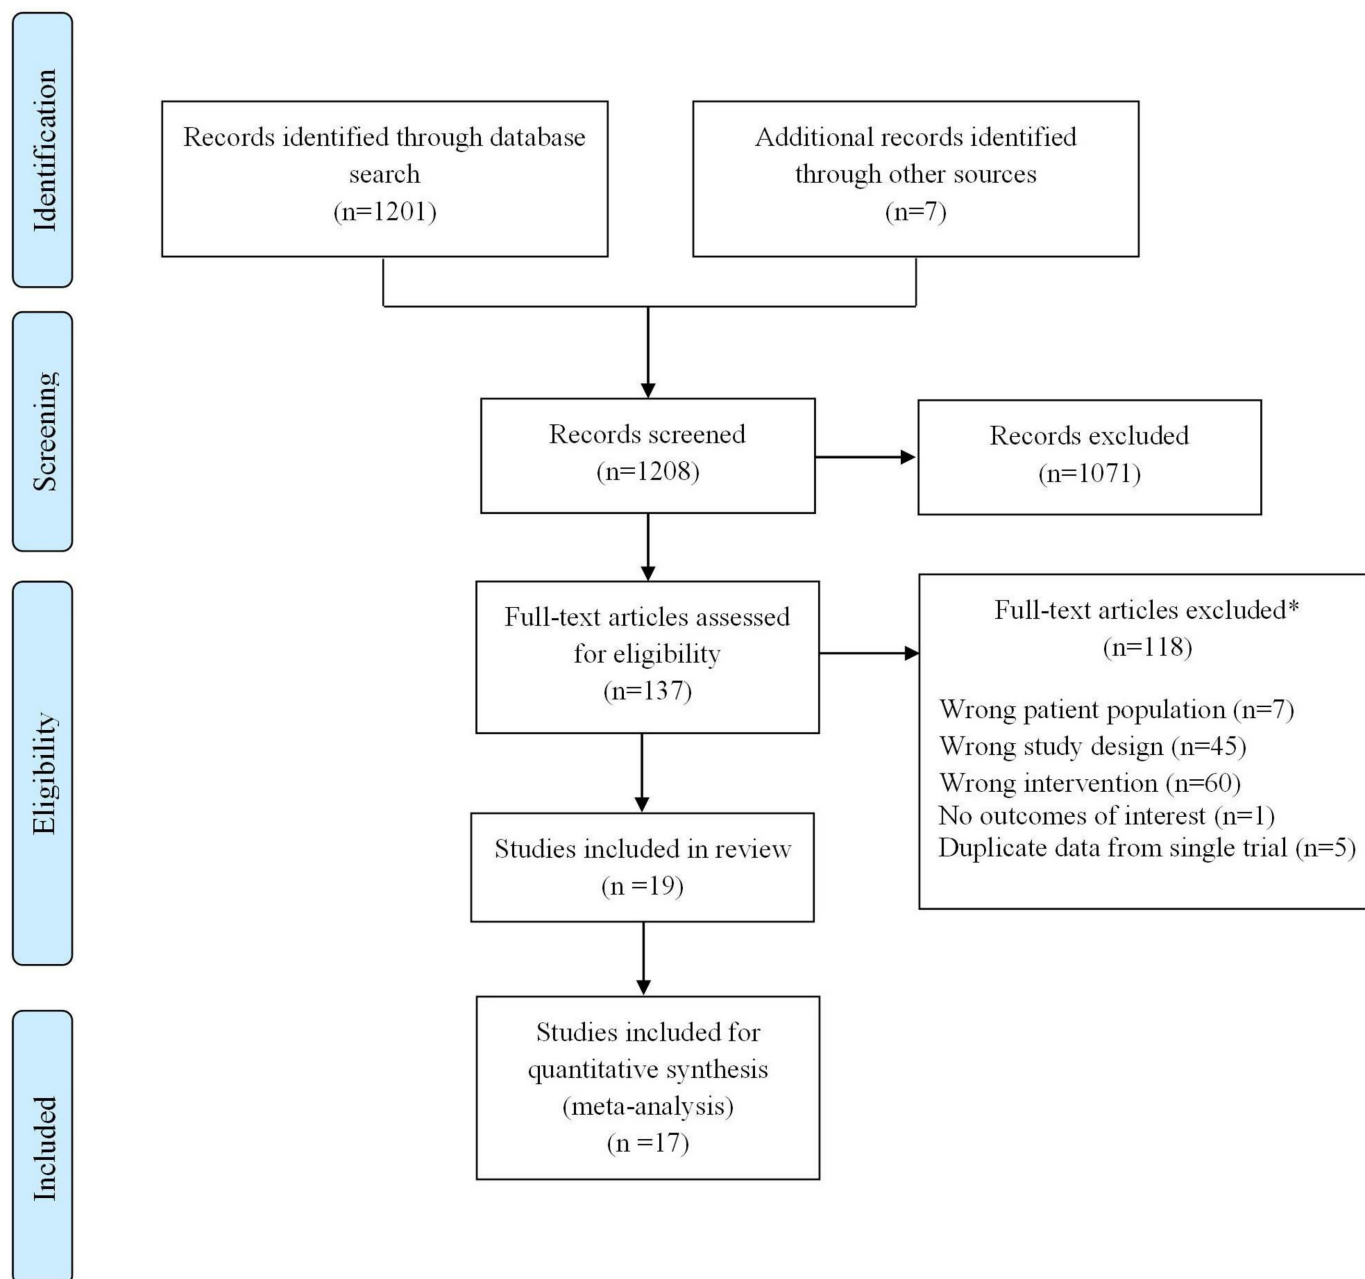 Identification
Records identified through database
search
(n=1201)
Additional records identified
through other sources
(n=7)
Screening
Records screened
(n=1208)
Records excluded
(n=1071)
Eligibility
Full-text articles assessed
for eligibility
(n=137)
Full-text articles excluded*
(n=118)
Wrong patient population (n=7)
Wrong study design (n=45)
Wrong intervention (n=60)
No outcomes of interest (n=1)
Duplicate data from single trial (n=5)
Studies included in review
(n =19)
Included
Studies included for
quantitative synthesis
(meta-analysis)
(n =17)